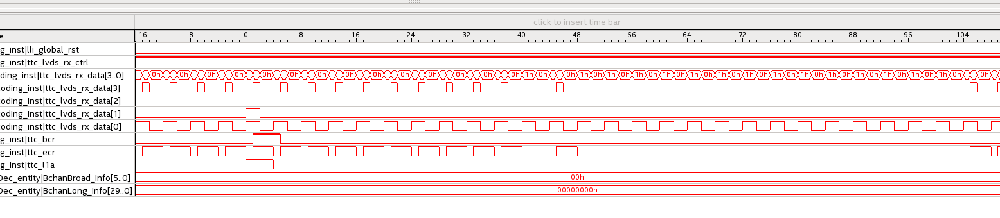 click to insert time bar
e -16 -8 0 8 16 24 32 40 48 56 64 72 80 88 96 104
g_inst|lli_global_rst
g_inst|ttc_lvds_rx_ctrl
ding_inst|ttc_lvds_rx_data[3..0] 0h 0h 0h 0h 0h 0h 0h 0h 0h 0h 0h 0h 0h 0h 1h 0h 0h 1h 0h 1h 0h 1h 0h 1h 0h 1h 0h 1h 0h 1h 0h 1h 0h 1h 0h 1h 0h 1h 0h 1h 0h 1h 0h 1h 0h 0h
oding_inst|ttc_lvds_rx_data[3]
oding_inst|ttc_lvds_rx_data[2]
oding_inst|ttc_lvds_rx_data[1]
oding_inst|ttc_lvds_rx_data[0]
g_inst|ttc_bcr
g_inst|ttc_ecr
g_inst|ttc_l1a
Dec_entity|BchanBroad_info[5..0] 00h
Dec_entity|BchanLong_info[29..0] 00000000h